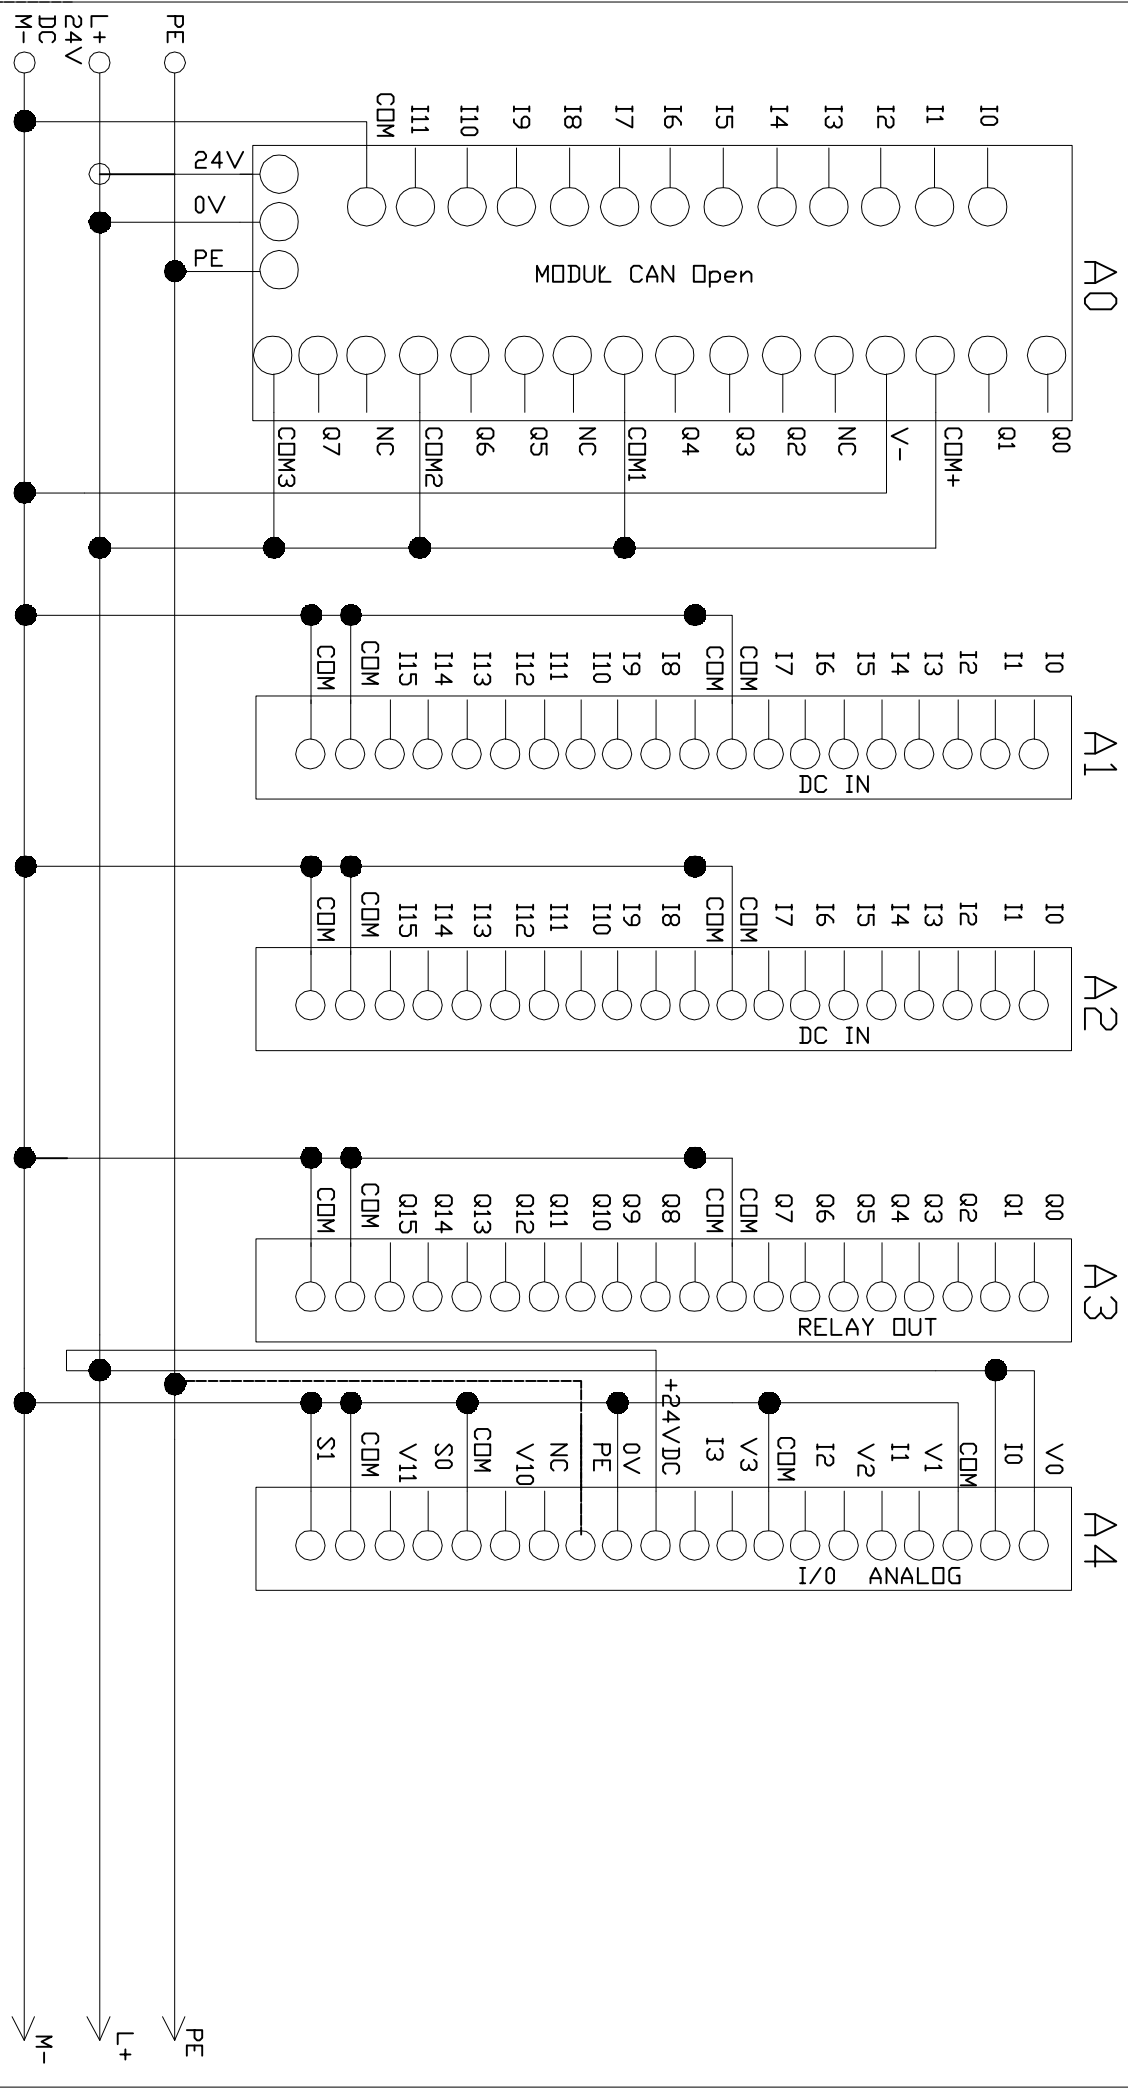 PE
L+
24V
DC
M-
COM
I11
I10
I9
I8
I7
I6
I5
I4
I3
I2
I1
I0
24V
0V
PE
MODUŁ CAN Open
A0
COM3
Q7
NC
COM2
Q6
Q5
NC
COM1
Q4
Q3
Q2
NC
V-
COM+
Q1
Q0
COM
COM
I15
I14
I13
I12
I11
I10
I9
I8
COM
COM
I7
I6
I5
I4
I3
I2
I1
I0
DC IN
A1
COM
COM
I15
I14
I13
I12
I11
I10
I9
I8
COM
COM
I7
I6
I5
I4
I3
I2
I1
I0
DC IN
A2
COM
COM
Q15
Q14
Q13
Q12
Q11
Q10
Q9
Q8
COM
COM
Q7
Q6
Q5
Q4
Q3
Q2
Q1
Q0
RELAY OUT
A3
S1
COM
V11
S0
COM
V10
NC
PE
0V
+24VDC
I3
V3
COM
I2
V2
I1
V1
COM
I0
V0
I/O ANALOG
A4
M-
L+
PE